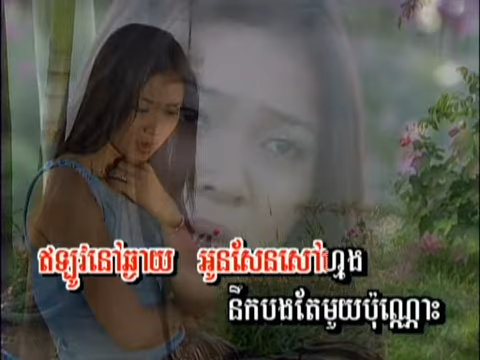 ឥឡូវនៅឆ្ងាយ អូនសែនសៅហ្មង
នឹកបងតែមួយប៉ុណ្ណោះ